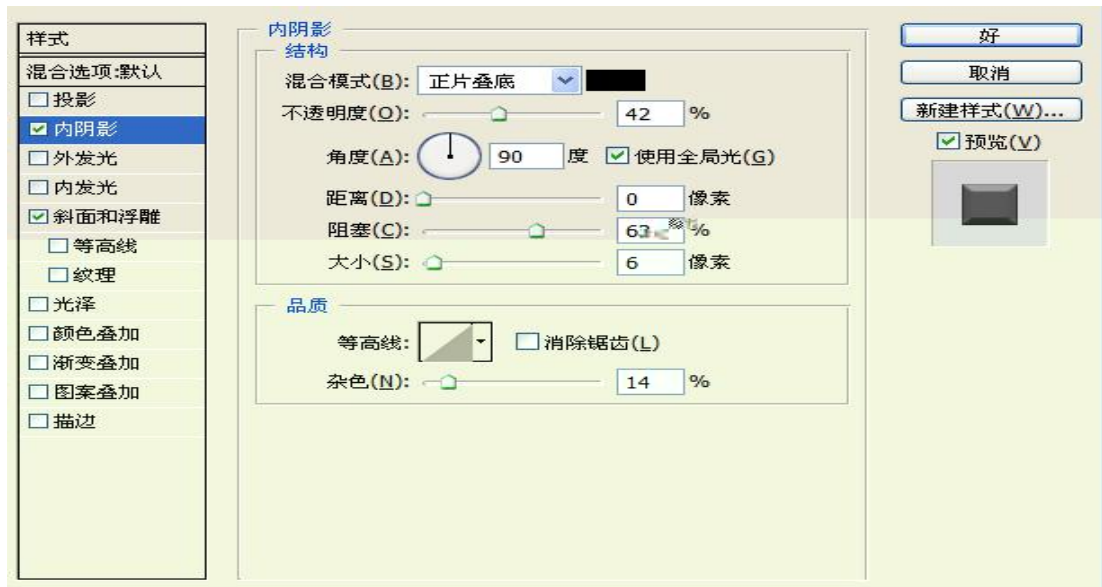 样式
混合选项:默认
投影
内阴影
外发光
内发光
斜面和浮雕
等高线
纹理
光泽
颜色叠加
渐变叠加
图案叠加
描边
内阴影
结构
混合模式(B): 正片叠底
不透明度(O): 42 %
角度(A): 90 度 使用全局光(G)
距离(D): 0 像素
阻塞(C): 63 %
大小(S): 6 像素
品质
等高线: 消除锯齿(L)
杂色(N): 14 %
好
取消
新建样式(W)...
预览(V)